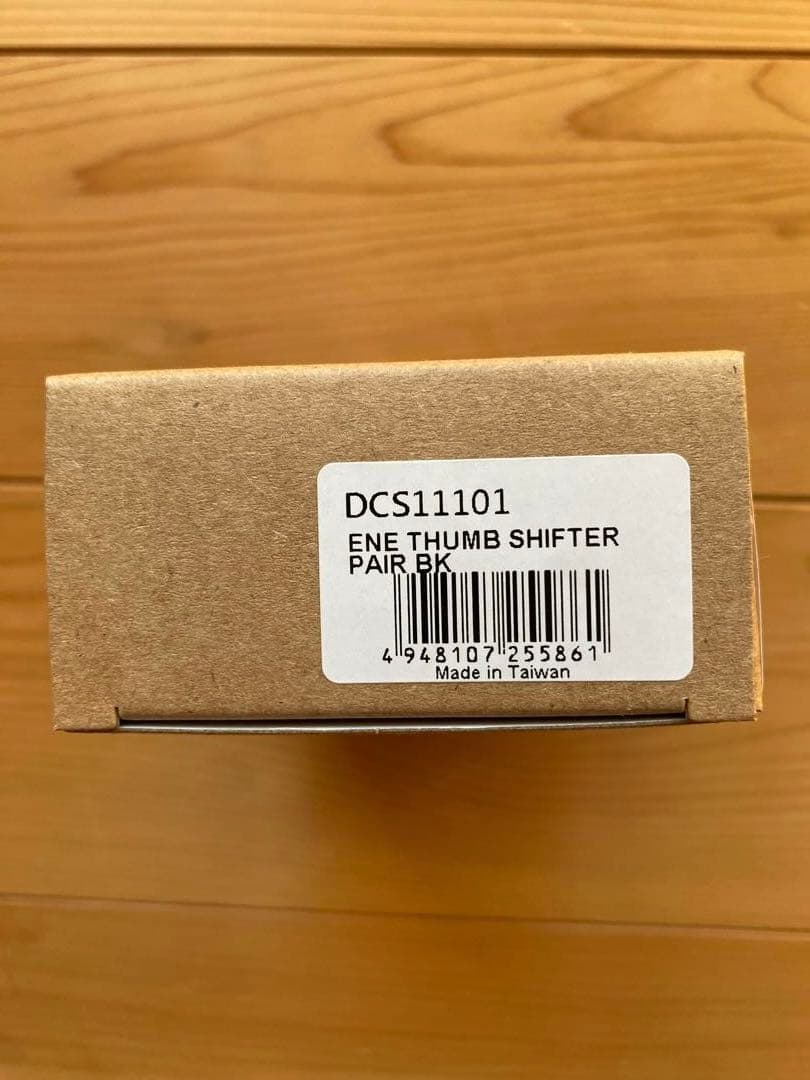 DCS11101
ENE THUMB SHIFTER
PAIR BK
4 948107 255861
Made in Taiwan